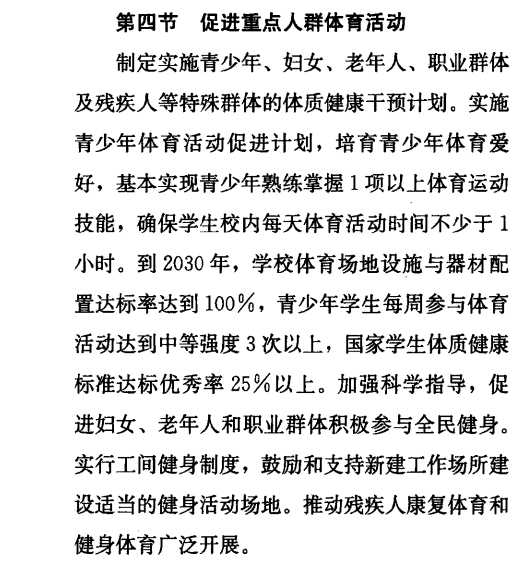 第四节　促进重点人群体育活动
制定实施青少年、妇女、老年人、职业群体
及残疾人等特殊群体的体质健康干预计划。实施
青少年体育活动促进计划，培育青少年体育爱
好，基本实现青少年熟练掌握1项以上体育运动
技能，确保学生校内每天体育活动时间不少于1
小时。到2030年，学校体育场地设施与器材配
置达标率达到100%，青少年学生每周参与体育
活动达到中等强度3次以上，国家学生体质健康
标准达标优秀率25%以上。加强科学指导，促
进妇女、老年人和职业群体积极参与全民健身。
实行工间健身制度，鼓励和支持新建工作场所建
设适当的健身活动场地。推动残疾人康复体育和
健身体育广泛开展。